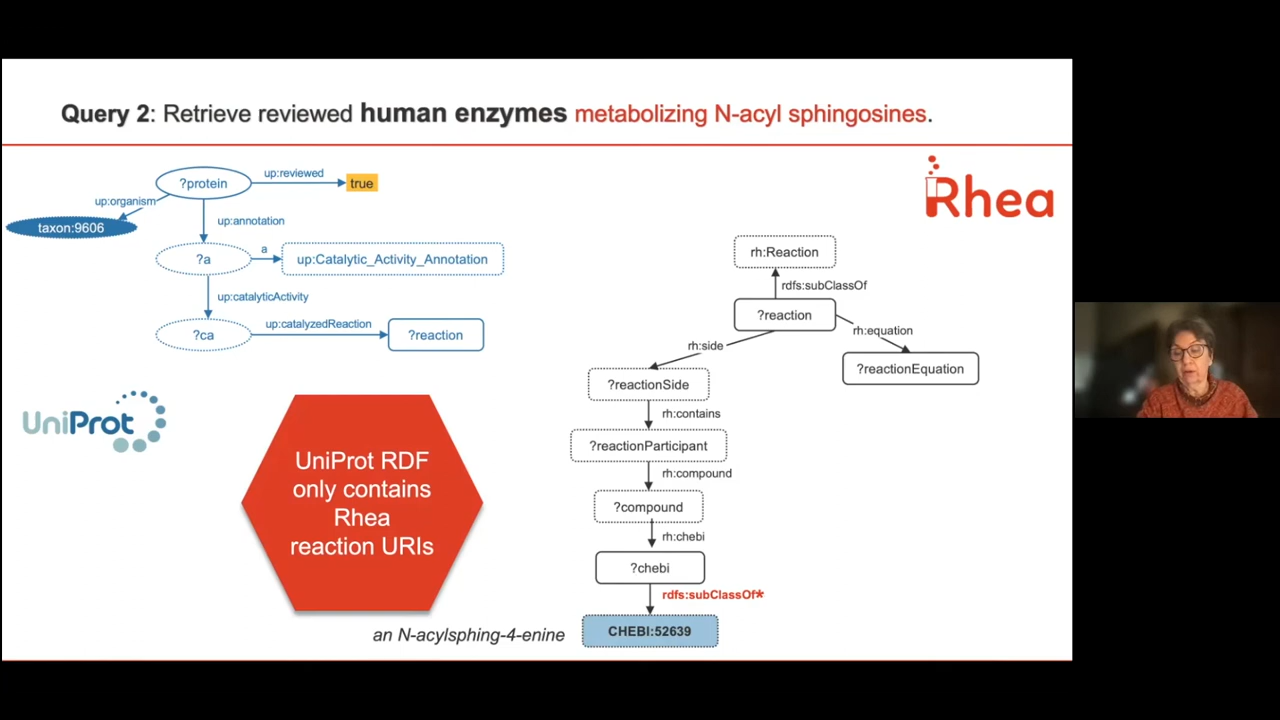 Query 2: Retrieve reviewed human enzymes metabolizing N-acyl sphingosines.
?protein
up:reviewed
true
up:organism
taxon:9606
up:annotation
?a
a
up:Catalytic_Activity_Annotation
up:catalyticActivity
?ca
up:catalyzedReaction
?reaction
UniProt
UniProt RDF
only contains
Rhea
reaction URIs
Rhea
rh:Reaction
rdfs:subClassOf
?reaction
rh:equation
?reactionEquation
rh:side
?reactionSide
rh:contains
?reactionParticipant
rh:compound
?compound
rh:chebi
?chebi
rdfs:subClassOf*
an N-acylsphing-4-enine
CHEBI:52639